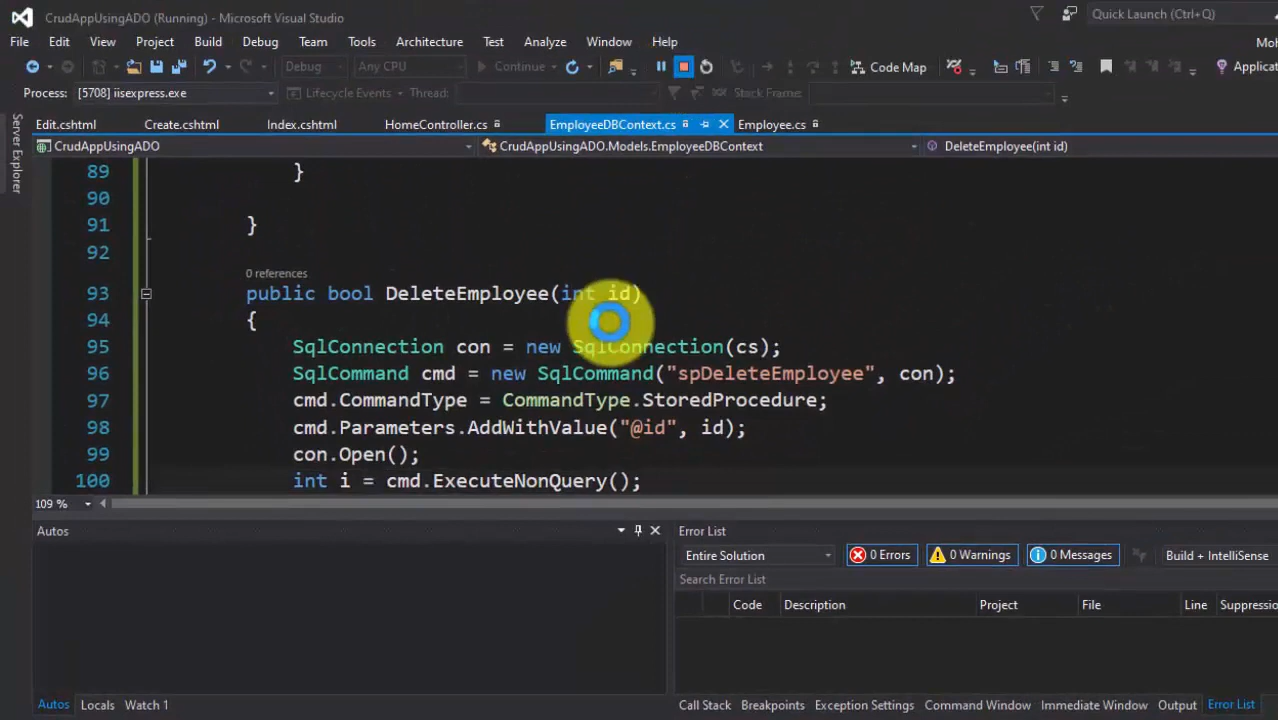 CrudAppUsingADO (Running) - Microsoft Visual Studio
Quick Launch (Ctrl+Q)
File Edit View Project Build Debug Team Tools Architecture Test Analyze Window Help
Debug Any CPU Continue Code Map
Process: [5708] iisexpress.exe Lifecycle Events Thread: Stack Frame:
Server Explorer
Edit.cshtml Create.cshtml Index.cshtml HomeController.cs EmployeeDBContext.cs Employee.cs
CrudAppUsingADO CrudAppUsingADO.Models.EmployeeDBContext DeleteEmployee(int id)
89 }
90
91 }
92
0 references
93 public bool DeleteEmployee(int id)
94 {
95 SqlConnection con = new SqlConnection(cs);
96 SqlCommand cmd = new SqlCommand("spDeleteEmployee", con);
97 cmd.CommandType = CommandType.StoredProcedure;
98 cmd.Parameters.AddWithValue("@id", id);
99 con.Open();
100 int i = cmd.ExecuteNonQuery();
109 %
Autos
Error List
Entire Solution 0 Errors 0 Warnings 0 Messages Build + IntelliSense
Search Error List
Code Description Project File Line
Autos Locals Watch 1
Call Stack Breakpoints Exception Settings Command Window Immediate Window Output Error List